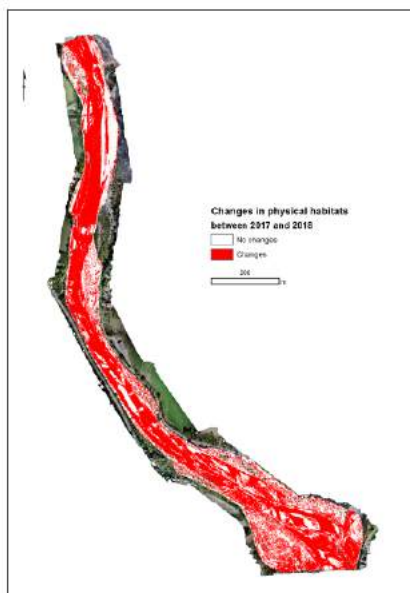 Changes in physical habitats
between 2017 and 2018
No changes
Changes
200
m